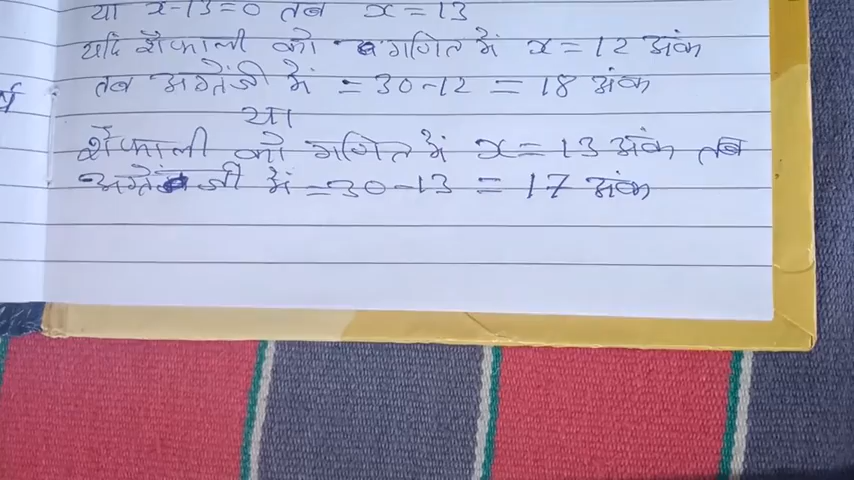 या x-13=0 तब x=13
यदि शेफाली को गणित में x=12 अंक
तब अंग्रेजी में =30-12 = 18 अंक
या
शेफाली को गणित में x=13 अंक तब
में =30-13 = 17 अंक